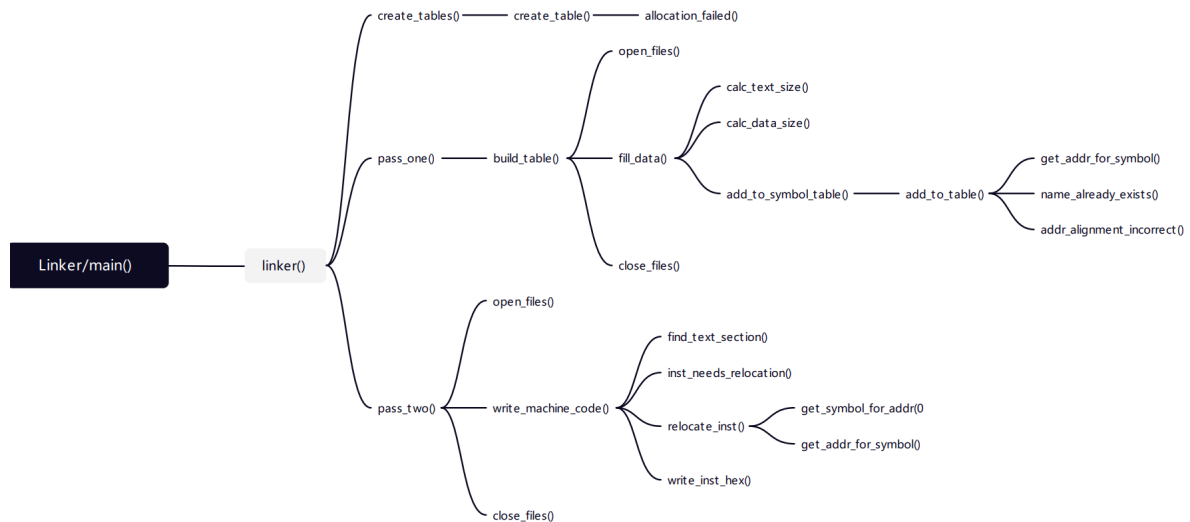 Linker/main()
linker()
create_tables()
create_table()
allocation_failed()
pass_one()
build_table()
open_files()
fill_data()
calc_text_size()
calc_data_size()
add_to_symbol_table()
add_to_table()
get_addr_for_symbol()
name_already_exists()
addr_alignment_incorrect()
close_files()
pass_two()
open_files()
write_machine_code()
find_text_section()
inst_needs_relocation()
relocate_inst()
get_symbol_for_addr(0
get_addr_for_symbol()
write_inst_hex()
close_files()